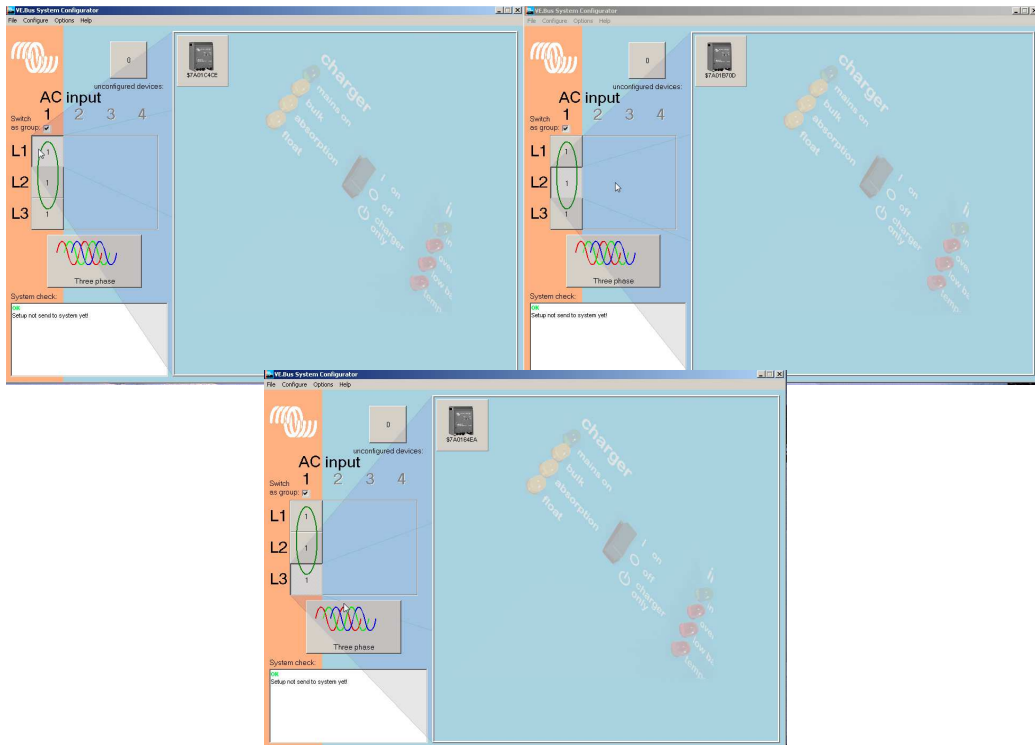 VE.Bus System Configurator
File Configure Options Help
0
unconfigured devices:
AC input
Switch as group:
1 2 3 4
L1 1
L2 1
L3 1
Three phase
System check:
OK
Setup not send to system yet!
$7A01C4CE
charger
mains on
bulk
absorption
float
on
off
charger only
low b
temp
VE.Bus System Configurator
File Configure Options Help
0
unconfigured devices:
AC input
Switch as group:
1 2 3 4
L1 1
L2 1
L3 1
Three phase
System check:
OK
Setup not send to system yet!
$7A01B70D
charger
mains on
bulk
absorption
float
on
off
charger only
low b
temp
VE.Bus System Configurator
File Configure Options Help
0
unconfigured devices:
AC input
Switch as group:
1 2 3 4
L1 1
L2 1
L3 1
Three phase
System check:
OK
Setup not send to system yet!
$7A0164EA
charger
mains on
bulk
absorption
float
on
off
charger only
low b
temp